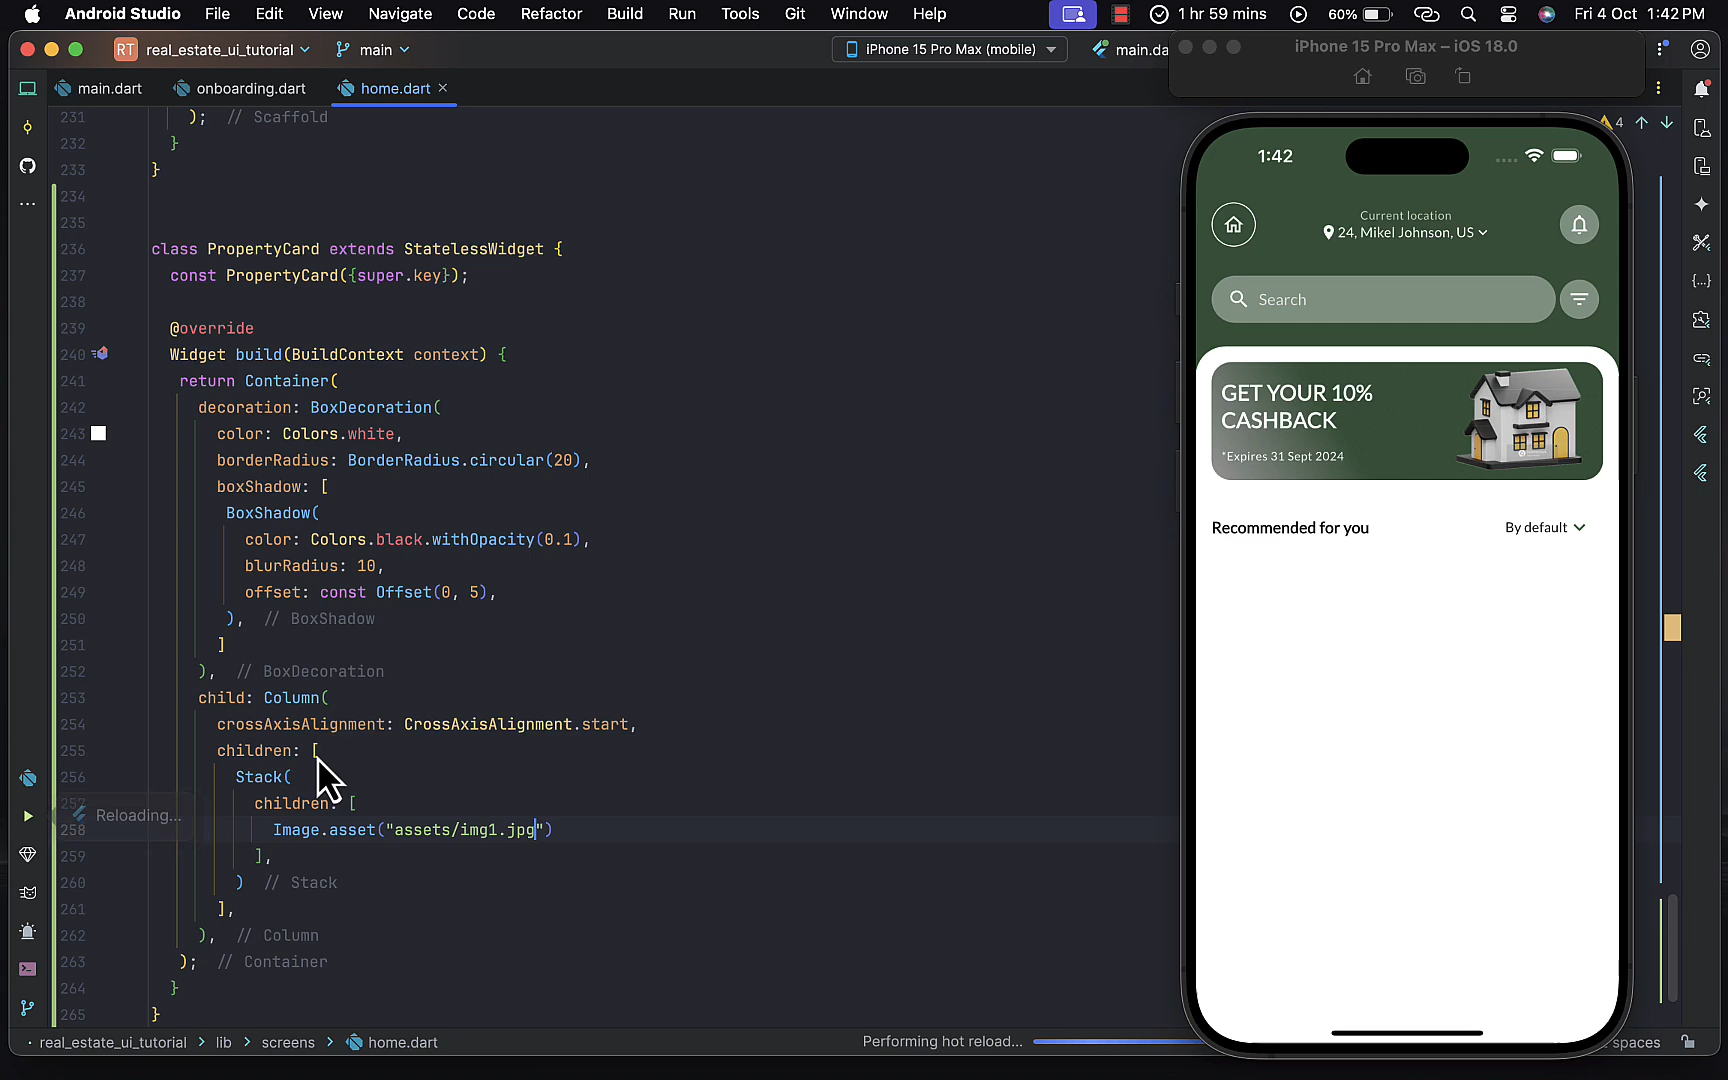 Android Studio File Edit View Navigate Code Refactor Build Run Tools Git Window Help 1 hr 59 mins 60% Fri 4 Oct 1:42 PM
RT real_estate_ui_tutorial main iPhone 15 Pro Max (mobile) main.da
iPhone 15 Pro Max – iOS 18.0
main.dart onboarding.dart home.dart
4
231 ); // Scaffold
232 }
233 }
234
235
236 class PropertyCard extends StatelessWidget {
237 const PropertyCard({super.key});
238
239 @override
240 Widget build(BuildContext context) {
241 return Container(
242 decoration: BoxDecoration(
243 color: Colors.white,
244 borderRadius: BorderRadius.circular(20),
245 boxShadow: [
246 BoxShadow(
247 color: Colors.black.withOpacity(0.1),
248 blurRadius: 10,
249 offset: const Offset(0, 5),
250 ), // BoxShadow
251 ]
252 ), // BoxDecoration
253 child: Column(
254 crossAxisAlignment: CrossAxisAlignment.start,
255 children: [
256 Stack(
257 children: [
Reloading...
258 Image.asset("assets/img1.jpg")
259 ],
260 ) // Stack
261 ],
262 ), // Column
263 ); // Container
264 }
265 }
real_estate_ui_tutorial > lib > screens > home.dart Performing hot reload... spaces
1:42
Current location
24, Mikel Johnson, US
Search
GET YOUR 10%
CASHBACK
*Expires 31 Sept 2024
Recommended for you By default